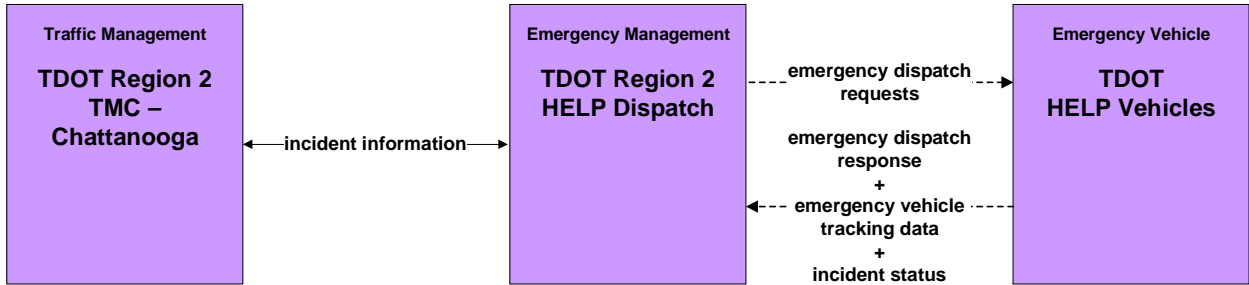 Traffic Management
TDOT Region 2
TMC –
Chattanooga
incident information
Emergency Management
TDOT Region 2
HELP Dispatch
emergency dispatch
requests
emergency dispatch
response
+
emergency vehicle
tracking data
+
incident status
Emergency Vehicle
TDOT
HELP Vehicles